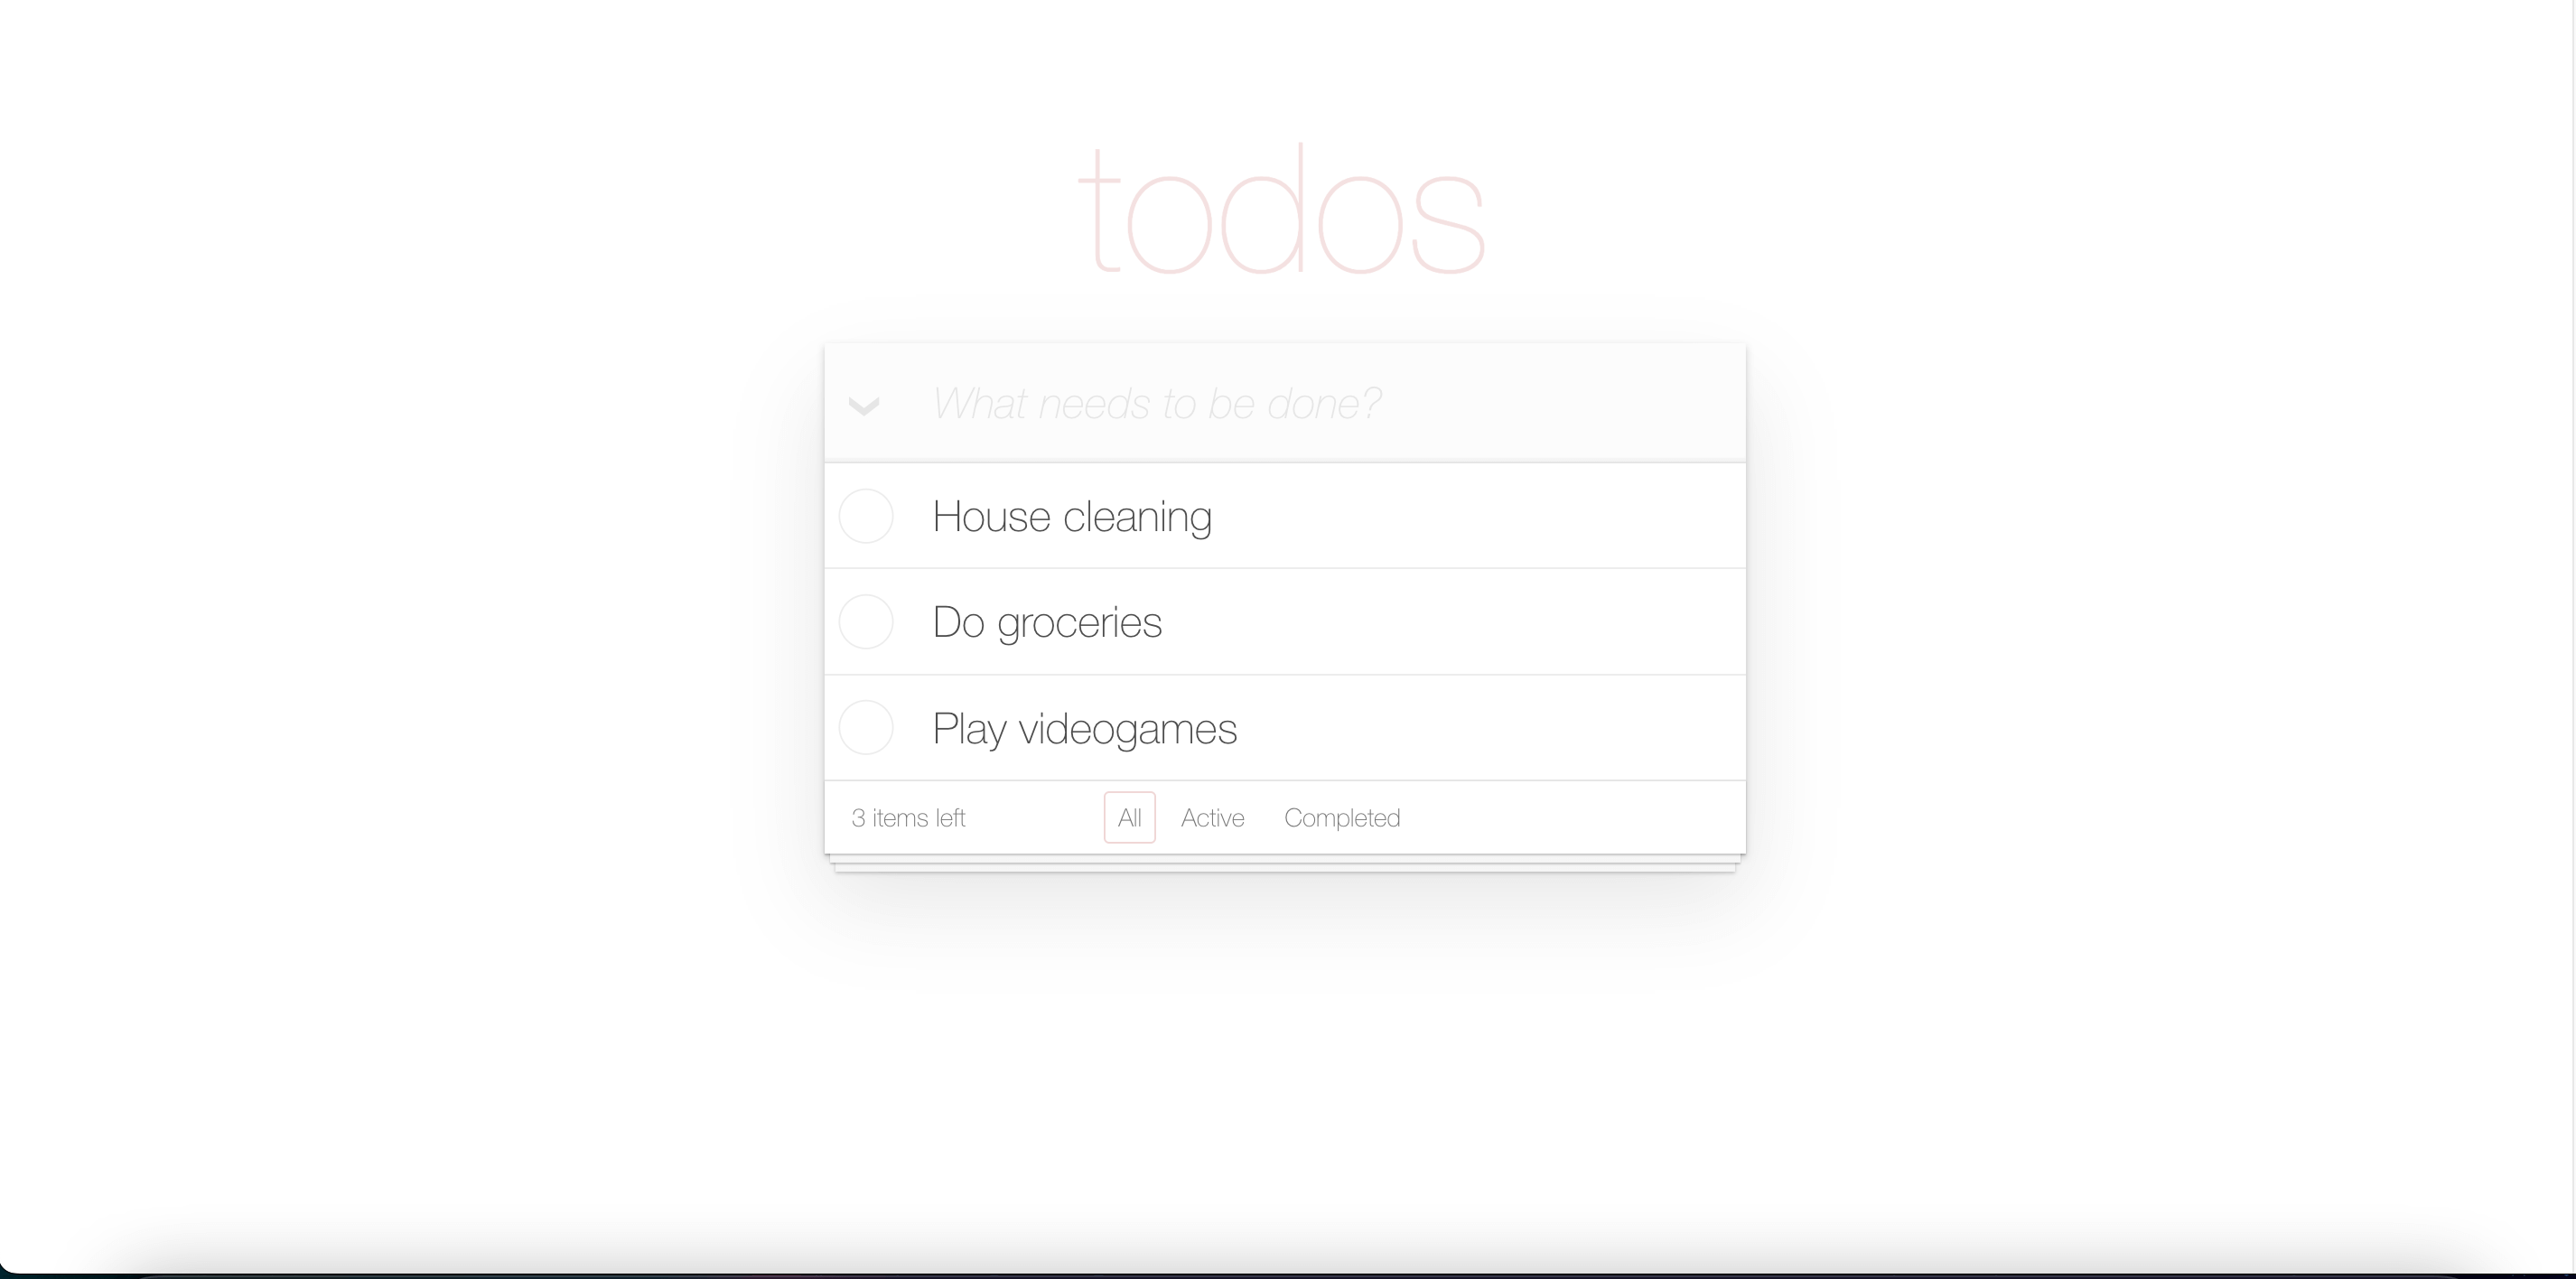 todos
What needs to be done?
House cleaning
Do groceries
Play videogames
3 items left All Active Completed